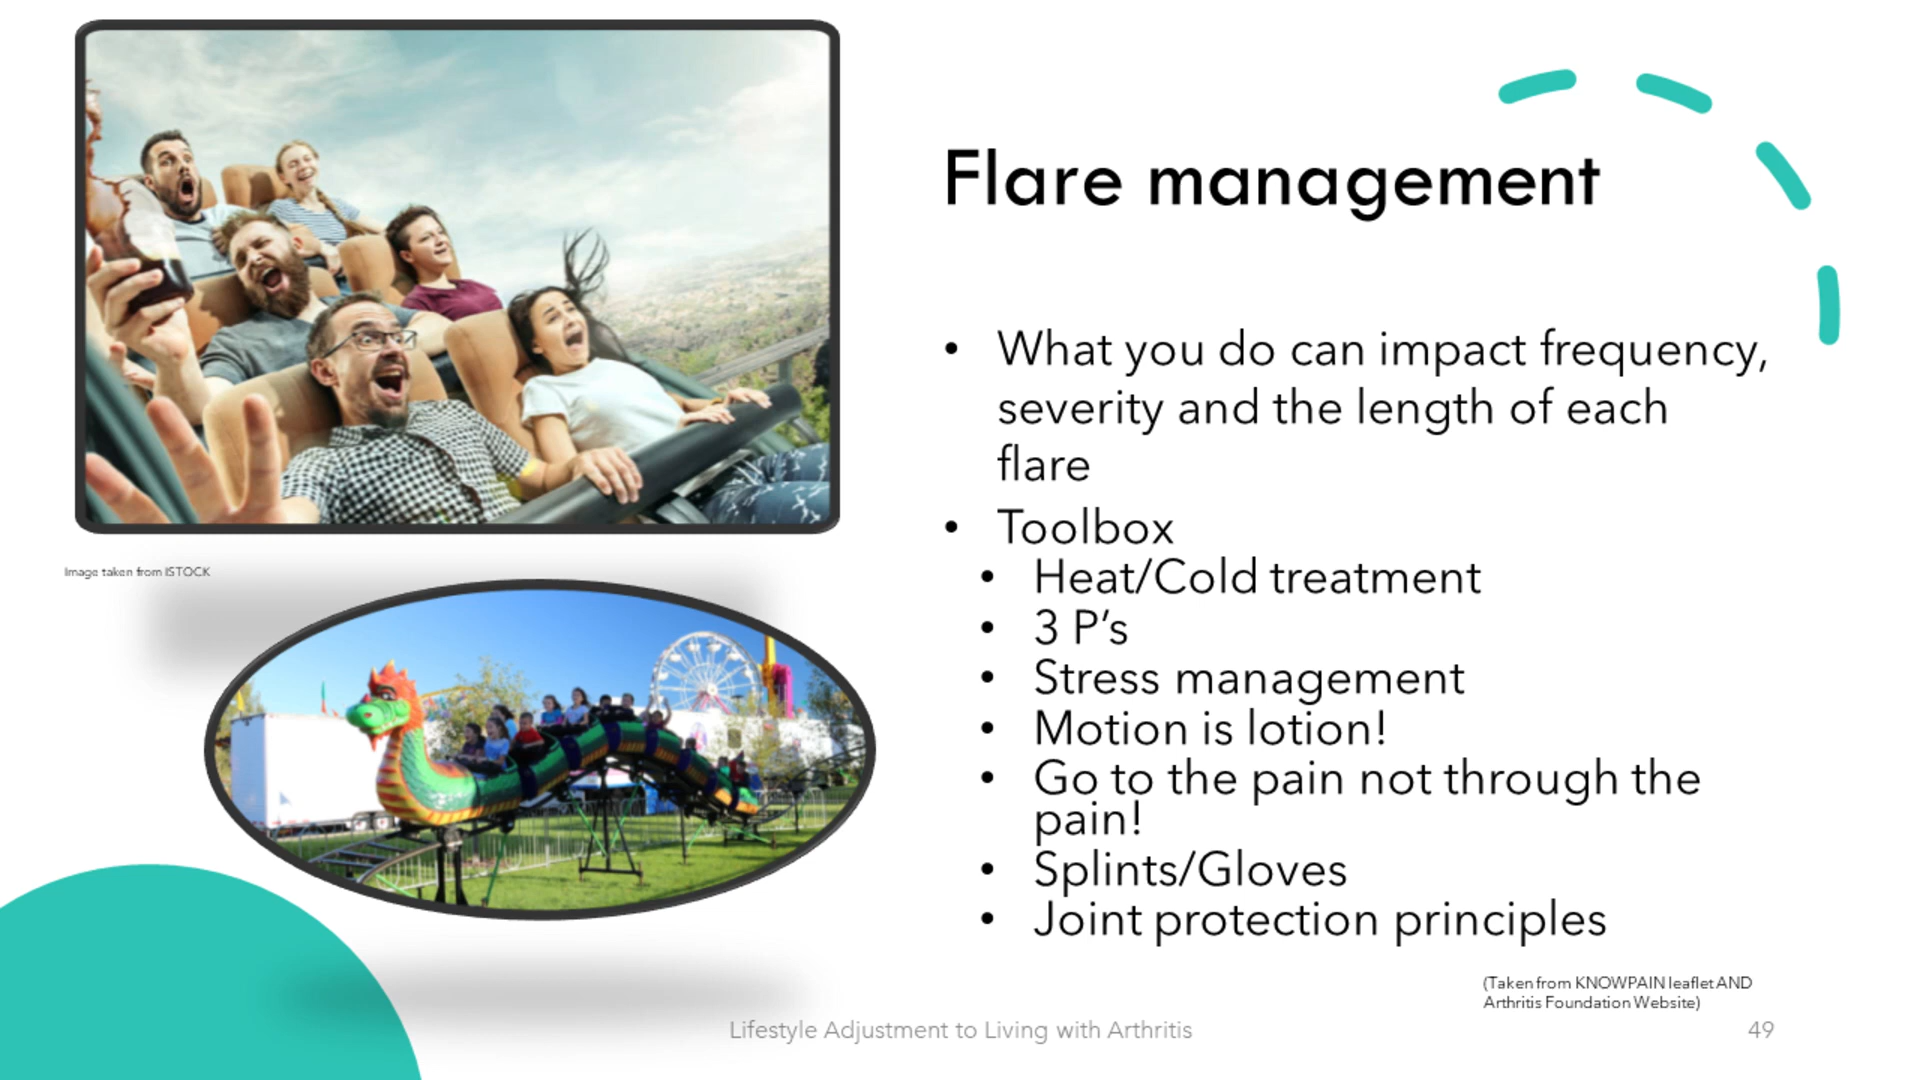 Flare management
• What you do can impact frequency,
severity and the length of each
flare
• Toolbox
• Heat/Cold treatment
• 3 P’s
• Stress management
• Motion is lotion!
• Go to the pain not through the
pain!
• Splints/Gloves
• Joint protection principles
Image taken from ISTOCK
(Taken from KNOWPAIN leaflet AND
Arthritis Foundation Website)
Lifestyle Adjustment to Living with Arthritis
49